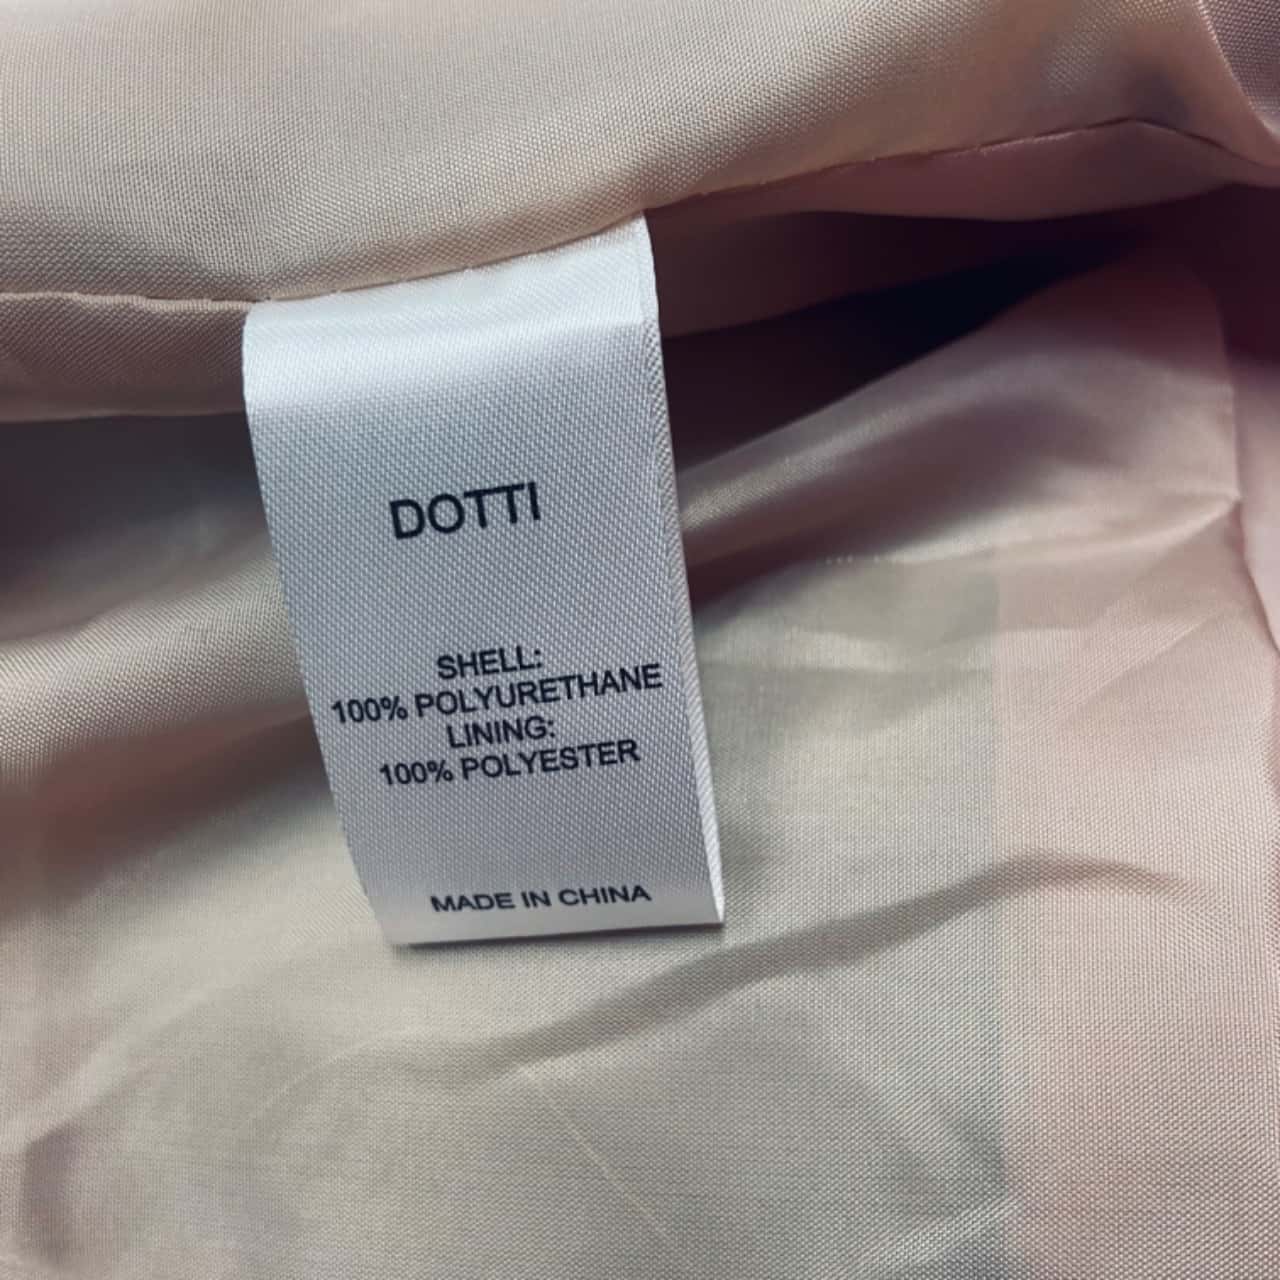 DOTTI
SHELL:
100% POLYURETHANE
LINING:
100% POLYESTER
MADE IN CHINA